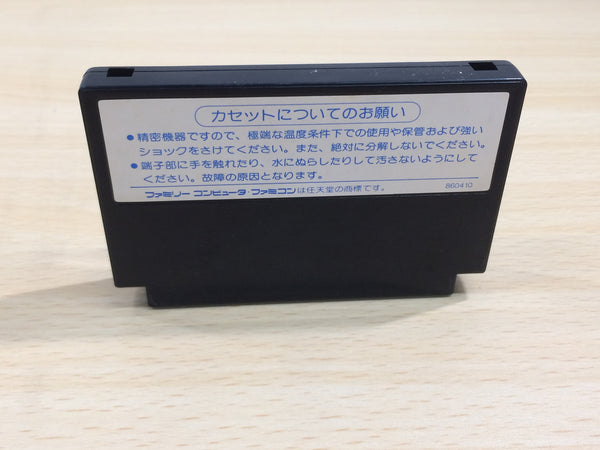 カセットについてのお願い
●精密機器ですので、極端な温度条件下での使用や保管および強い
ショックをさけてください。また、絶対に分解しないでください。
●端子部に手を触れたり、水にぬらしたりして汚さないようにして
ください。故障の原因となります。
ファミリー コンピュータ・ファミコンは任天堂の商標です。
860410